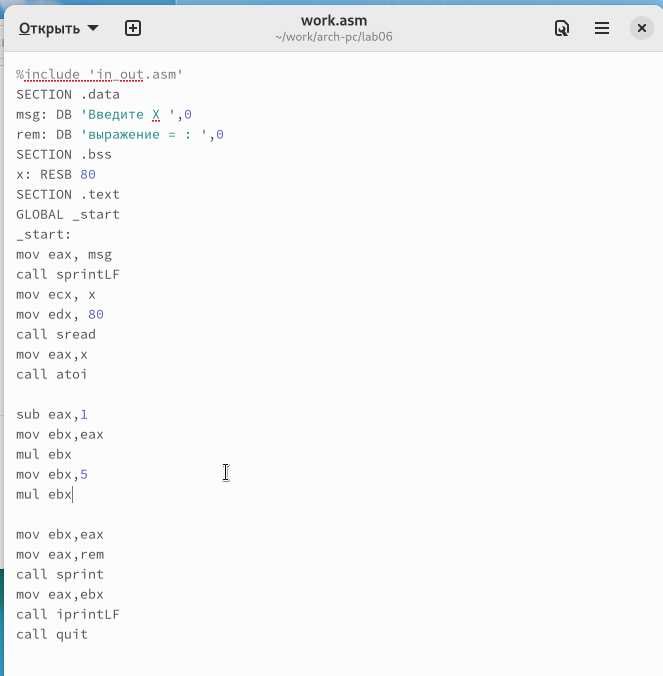 Открыть
work.asm
~/work/arch-pc/lab06
%include 'in_out.asm'
SECTION .data
msg: DB 'Введите X ',0
rem: DB 'выражение = : ',0
SECTION .bss
x: RESB 80
SECTION .text
GLOBAL _start
_start:
mov eax, msg
call sprintLF
mov ecx, x
mov edx, 80
call sread
mov eax,x
call atoi
sub eax,1
mov ebx,eax
mul ebx
mov ebx,5
mul ebx
mov ebx,eax
mov eax,rem
call sprint
mov eax,ebx
call iprintLF
call quit